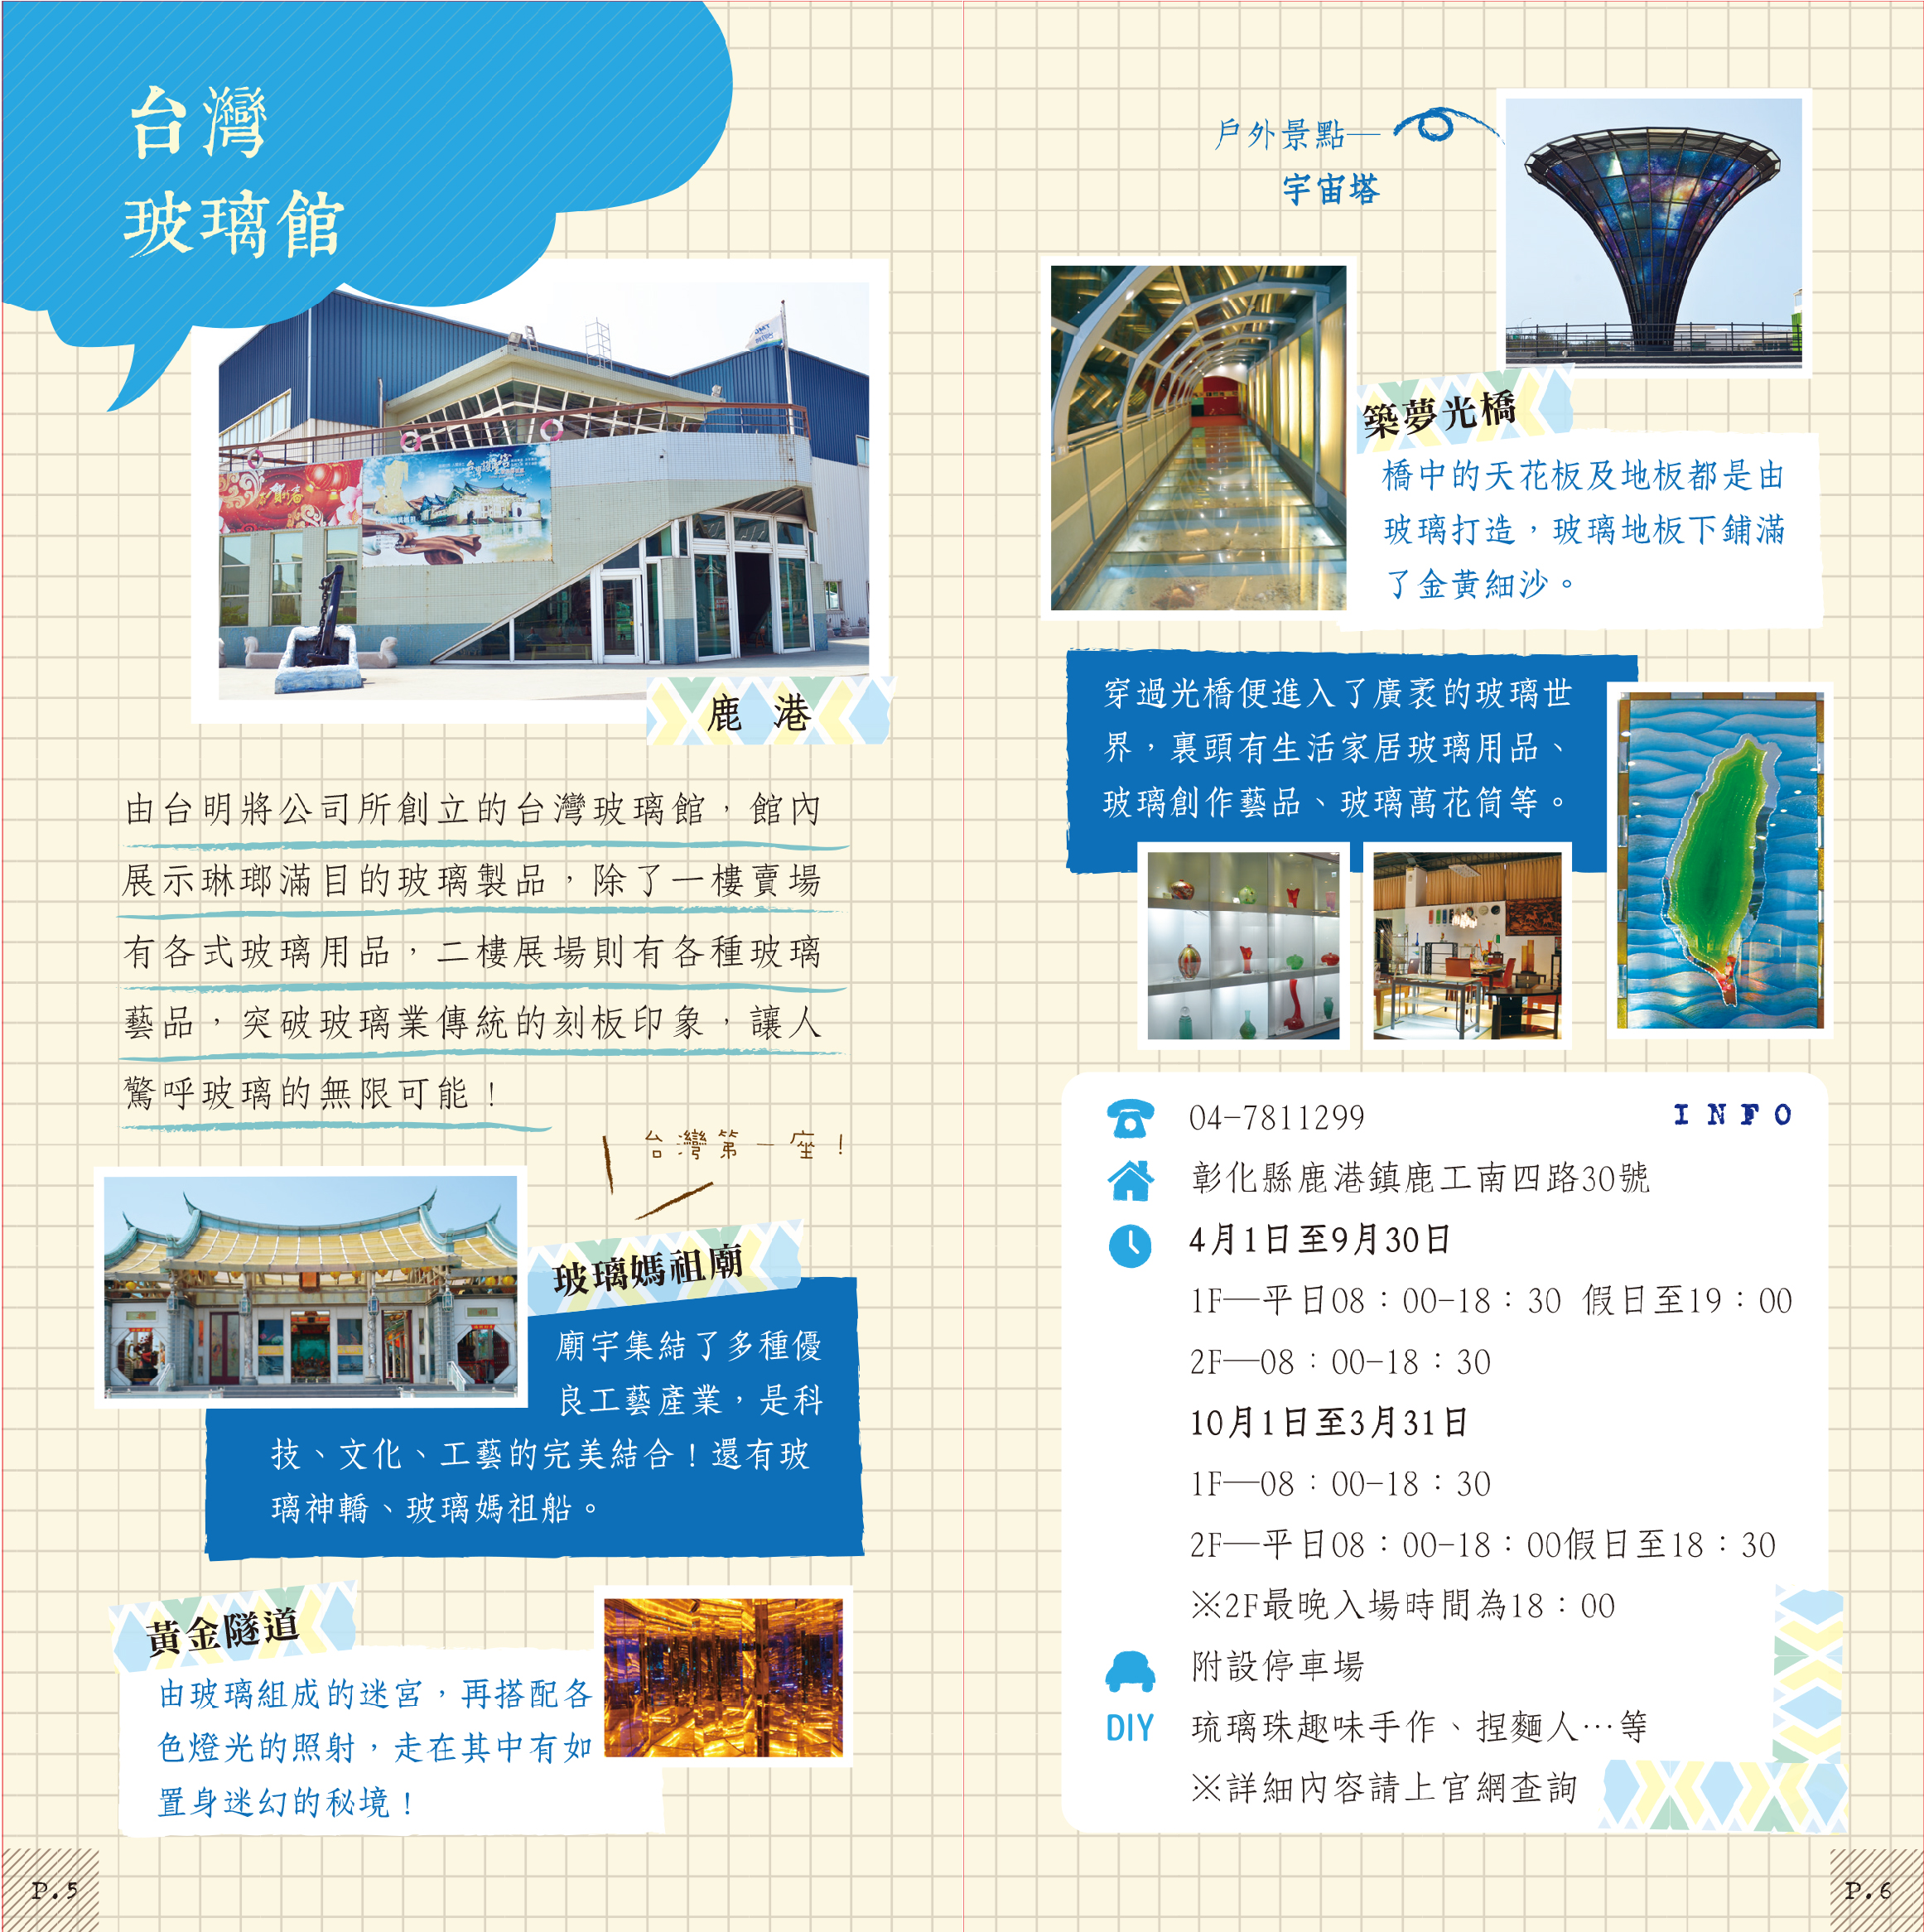 台灣
玻璃館
鹿 港
由台明將公司所創立的台灣玻璃館，館內
展示琳瑯滿目的玻璃製品，除了一樓賣場
有各式玻璃用品，二樓展場則有各種玻璃
藝品，突破玻璃業傳統的刻板印象，讓人
驚呼玻璃的無限可能！
台灣第一座！
玻璃媽祖廟
廟宇集結了多種優
良工藝產業，是科
技、文化、工藝的完美結合！還有玻
璃神轎、玻璃媽祖船。
黃金隧道
由玻璃組成的迷宮，再搭配各
色燈光的照射，走在其中有如
置身迷幻的秘境！
P.5
戶外景點—
宇宙塔
築夢光橋
橋中的天花板及地板都是由
玻璃打造，玻璃地板下鋪滿
了金黃細沙。
穿過光橋便進入了廣袤的玻璃世
界，裏頭有生活家居玻璃用品、
玻璃創作藝品、玻璃萬花筒等。
INFO
04-7811299
彰化縣鹿港鎮鹿工南四路30號
4月1日至9月30日
1F—平日08：00-18：30 假日至19：00
2F—08：00-18：30
10月1日至3月31日
1F—08：00-18：30
2F—平日08：00-18：00假日至18：30
※2F最晚入場時間為18：00
附設停車場
DIY 琉璃珠趣味手作、捏麵人…等
※詳細內容請上官網查詢
P.6